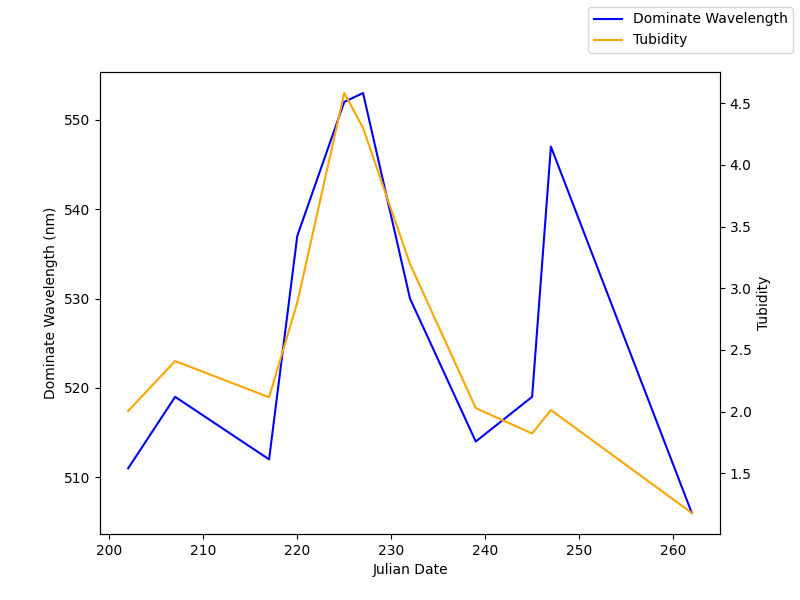 Dominate Wavelength
Tubidity
550
540
530
520
510
Dominate Wavelength (nm)
4.5
4.0
3.5
3.0
2.5
2.0
1.5
Tubidity
200 210 220 230 240 250 260
Julian Date